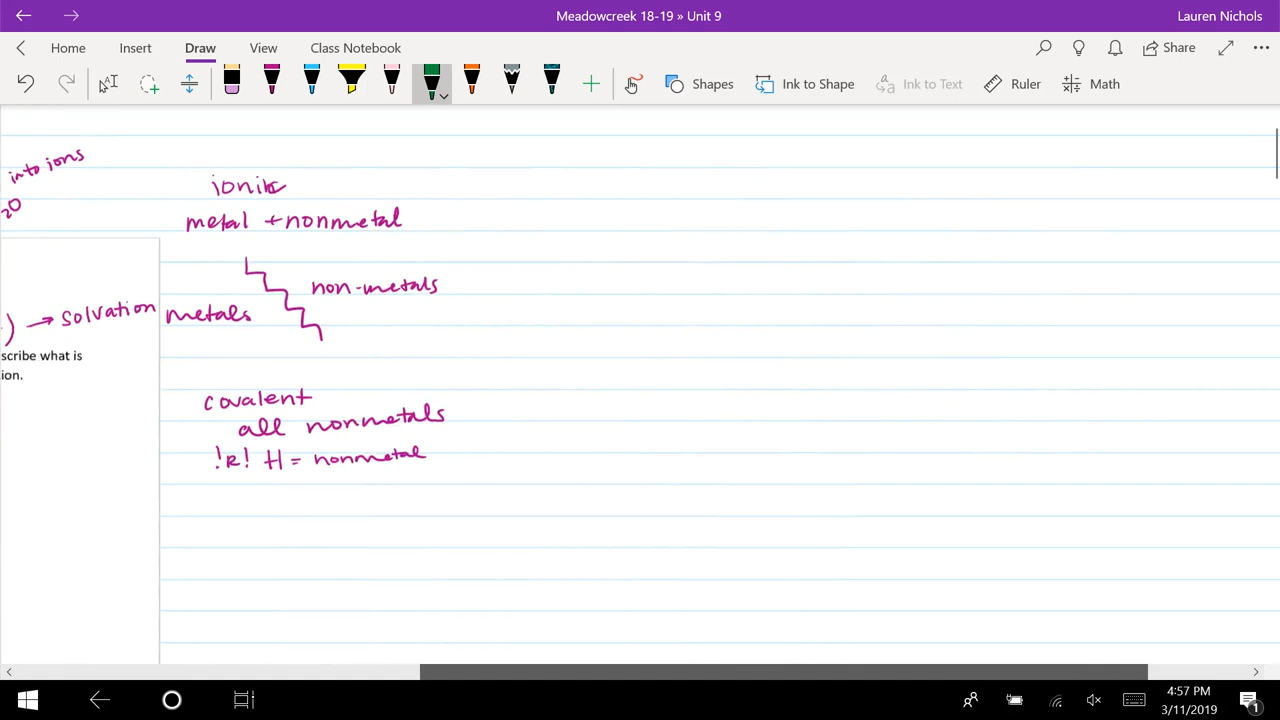 Meadowcreek 18-19 » Unit 9
Lauren Nichols
Home Insert Draw View Class Notebook
Share
Shapes Ink to Shape Ink to Text Ruler Math
into ions
20
ionic
metal + nonmetal
non-metals
) → solvation
metals
scribe what is
ion.
covalent
all nonmetals
!R! H = nonmetal
4:57 PM
3/11/2019
1